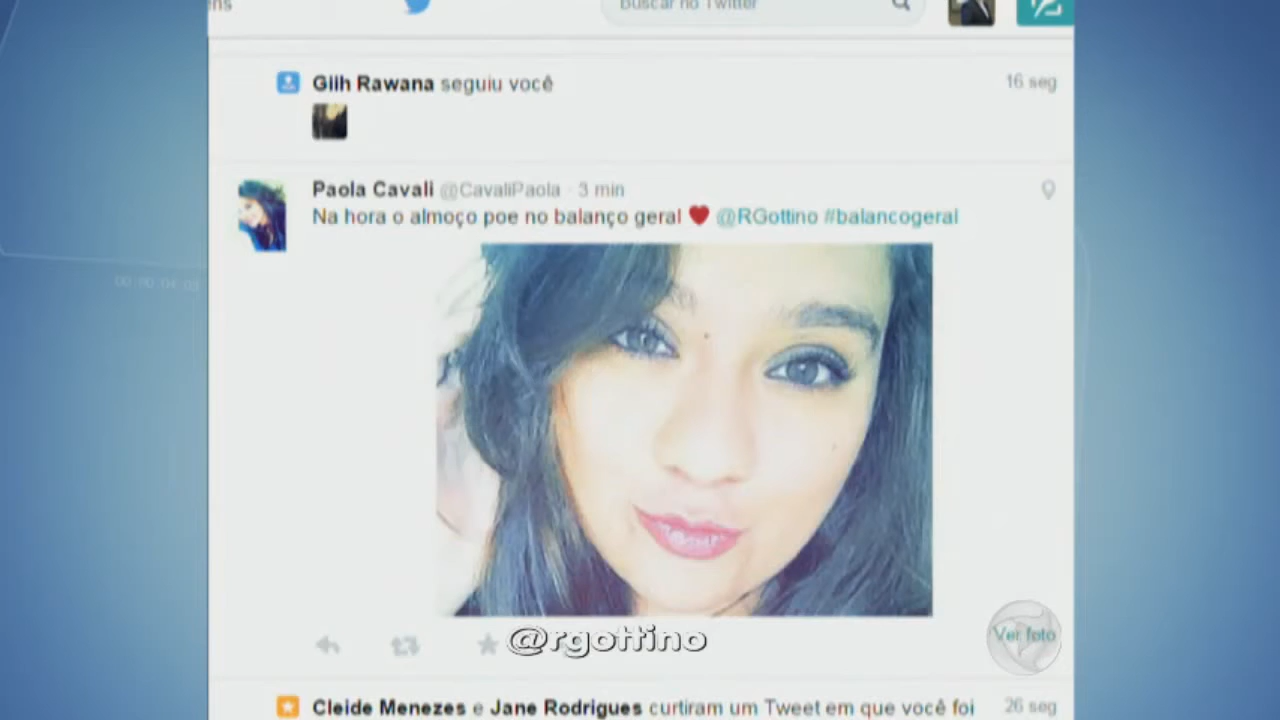 ns
Buscar no Twitter
Gilh Rawana seguiu você
16 seg
Paola Cavali @CavaliPaola · 3 min
Na hora o almoço poe no balanço geral ❤ @RGottino #balancogeral
@rgottino
Ver foto
Cleide Menezes e Jane Rodrigues curtiram um Tweet em que você foi
26 seg